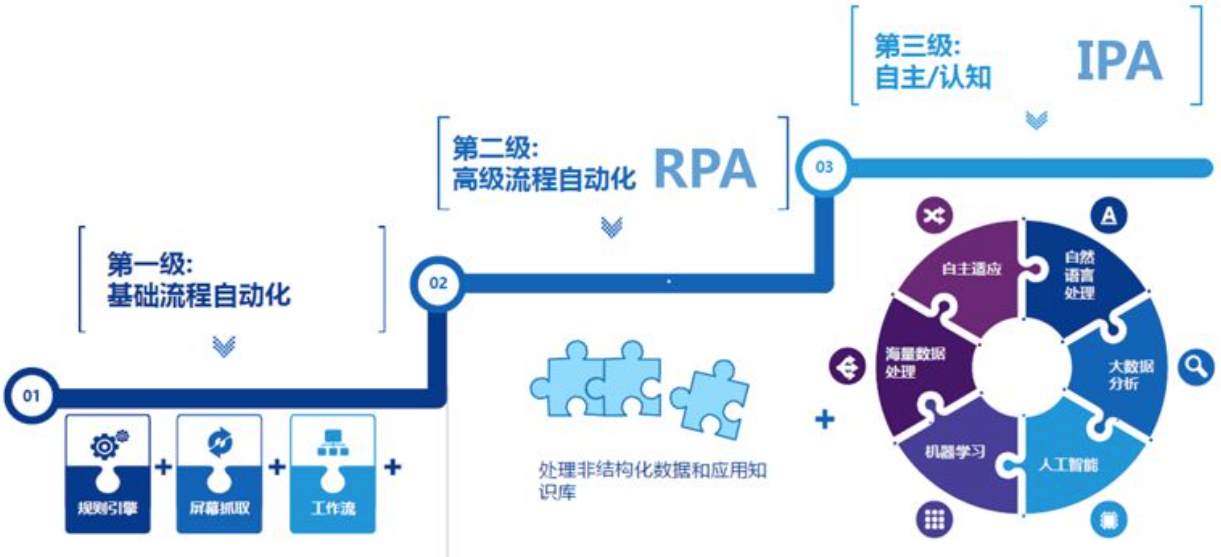 第三级:
自主/认知
IPA
第二级:
高级流程自动化
RPA
03
第一级:
基础流程自动化
02
01
规则引擎
+
屏幕抓取
+
工作流
+
处理非结构化数据和应用知
识库
+
自主适应
自然
语言
处理
A
海量数据
处理
大数据
分析
机器学习
人工智能